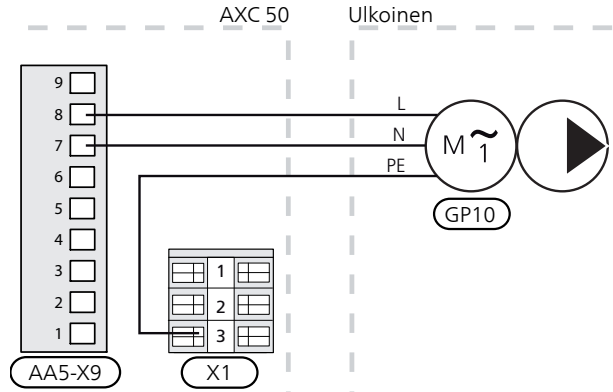 AXC 50 Ulkoinen
9
8 L
7 N
6 PE
5
4
3
2
1
M ~ 1
GP10
1
2
3
AA5-X9 X1